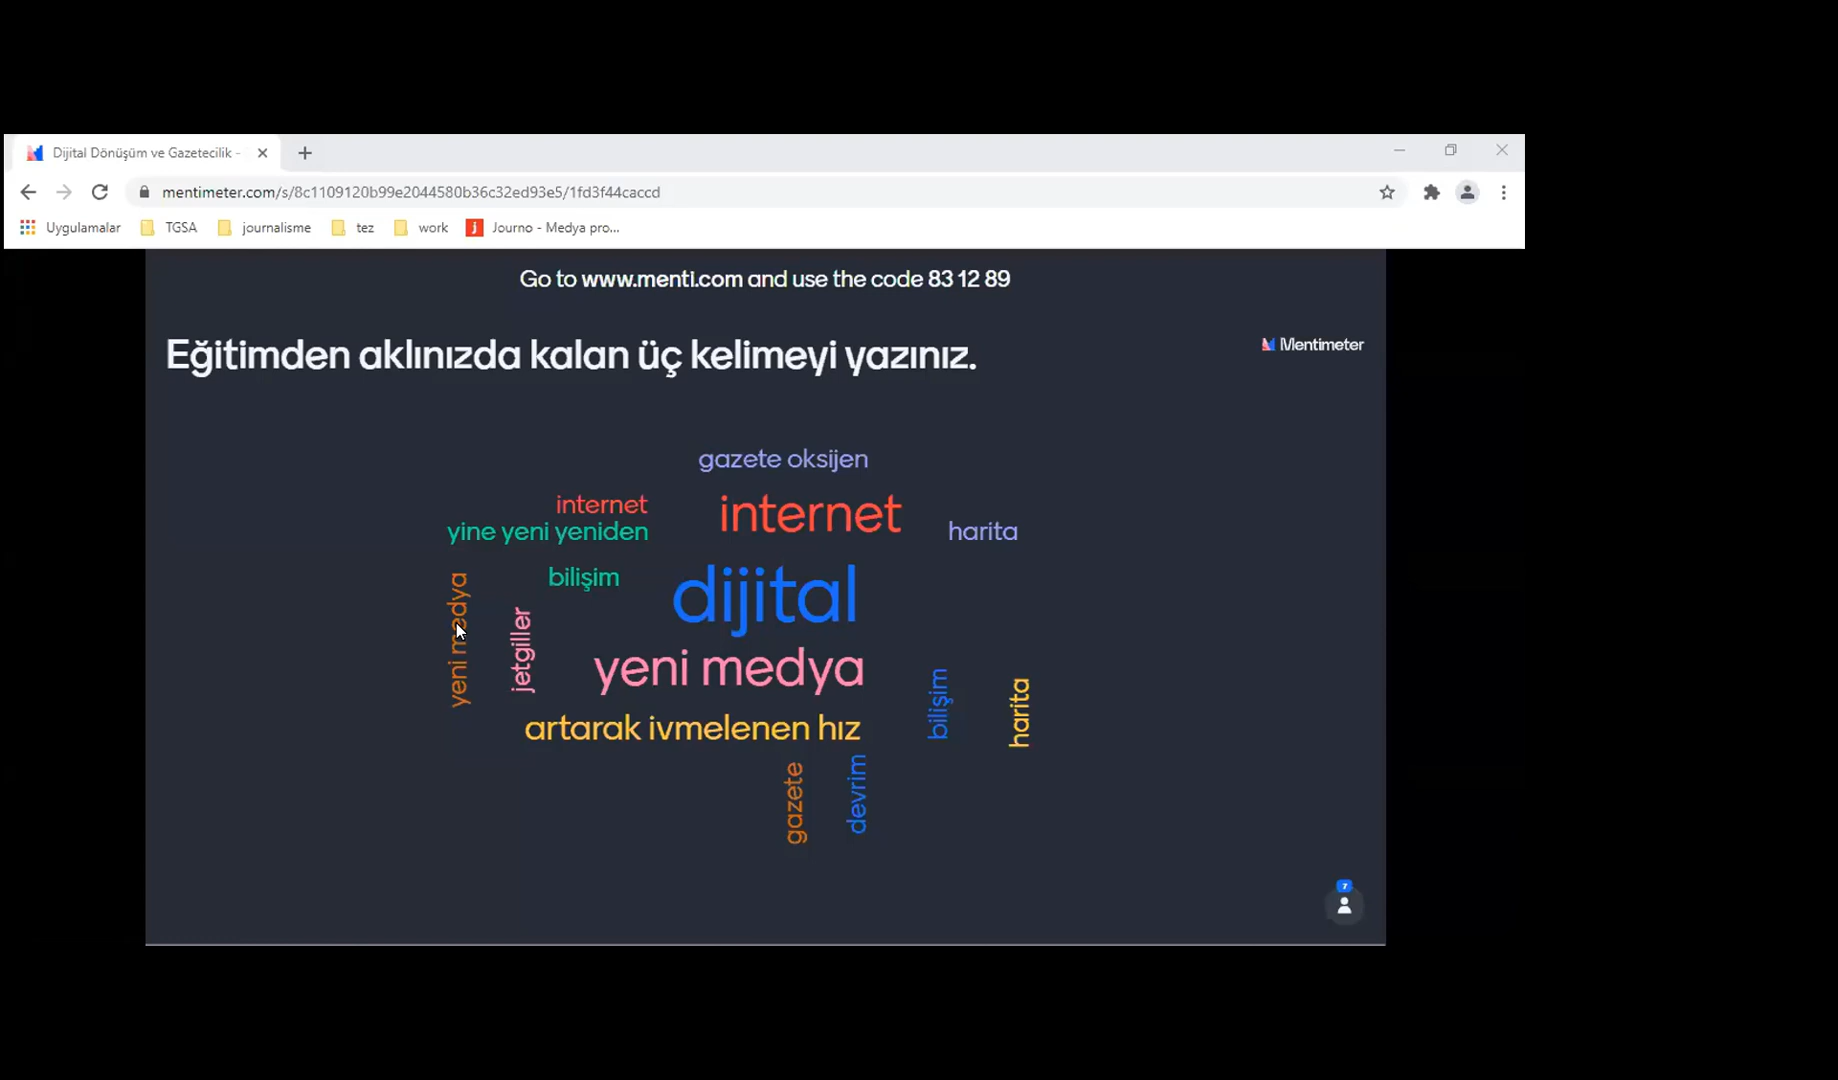 Dijital Dönüşüm ve Gazetecilik -
mentimeter.com/s/8c1109120b99e2044580b36c32ed93e5/1fd3f44caccd
Uygulamalar TGSA journalisme tez work Journo - Medya pro...
Go to www.menti.com and use the code 83 12 89
Eğitimden aklınızda kalan üç kelimeyi yazınız.
Mentimeter
gazete oksijen
internet
internet
yine yeni yeniden
harita
bilişim
dijital
yeni medya
jetgiller
yeni medya
bilişim
harita
artarak ivmelenen hız
gazete
devrim
7